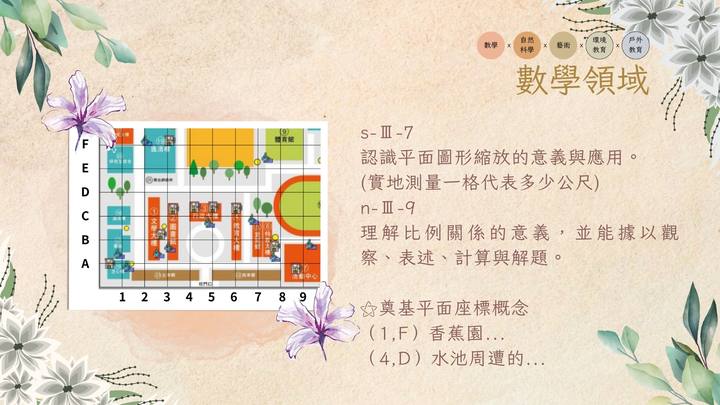 數學 x 自然科學 x 藝術 x 環境教育 x 戶外教育
數學領域
s-Ⅲ-7
認識平面圖形縮放的意義與應用。
(實地測量一格代表多少公尺)
n-Ⅲ-9
理解比例關係的意義，並能據以觀
察、表述、計算與解題。
☆奠基平面座標概念
（1,F）香蕉園...
（4,D）水池周遭的...
F
E
D
C
B
A
1 2 3 4 5 6 7 8 9
體育館
校門口